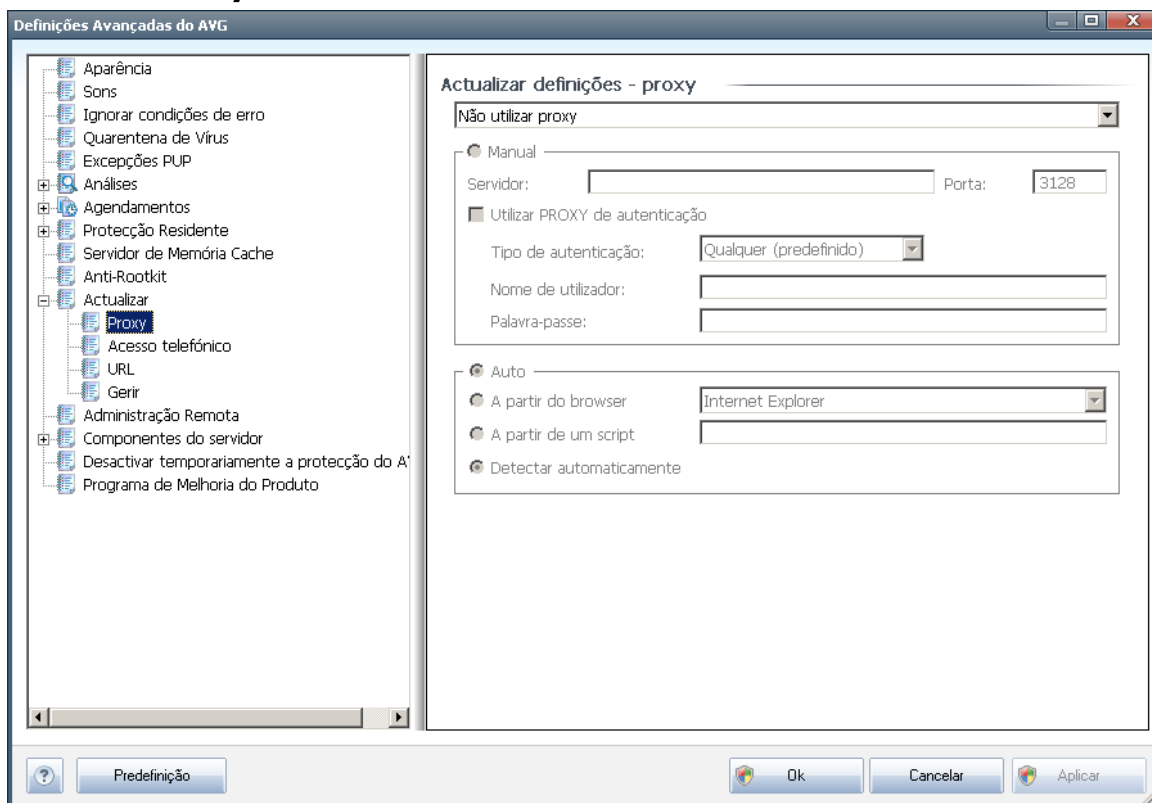 Definições Avançadas do AVG
Aparência
Sons
Ignorar condições de erro
Quarentena de Vírus
Excepções PUP
Análises
Agendamentos
Protecção Residente
Servidor de Memória Cache
Anti-Rootkit
Actualizar
Proxy
Acesso telefónico
URL
Gerir
Administração Remota
Componentes do servidor
Desactivar temporariamente a protecção do A
Programa de Melhoria do Produto
Actualizar definições - proxy
Não utilizar proxy
Manual
Servidor: Porta: 3128
Utilizar PROXY de autenticação
Tipo de autenticação: Qualquer (predefinido)
Nome de utilizador:
Palavra-passe:
Auto
A partir do browser Internet Explorer
A partir de um script
Detectar automaticamente
? Predefinição Ok Cancelar Aplicar